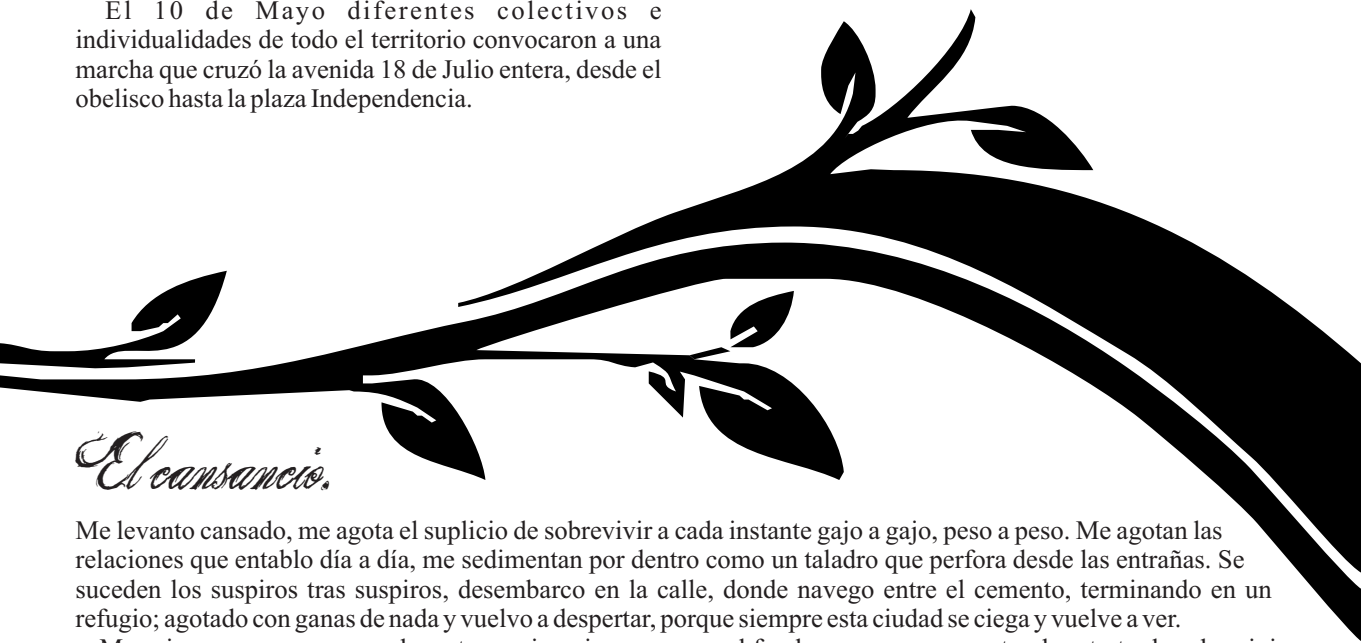 El 10 de Mayo diferentes colectivos e
individualidades de todo el territorio convocaron a una
marcha que cruzó la avenida 18 de Julio entera, desde el
obelisco hasta la plaza Independencia.
El cansancio.
Me levanto cansado, me agota el suplicio de sobrevivir a cada instante gajo a gajo, peso a peso. Me agotan las
relaciones que entablo día a día, me sedimentan por dentro como un taladro que perfora desde las entrañas. Se
suceden los suspiros tras suspiros, desembarco en la calle, donde navego entre el cemento, terminando en un
refugio; agotado con ganas de nada y vuelvo a despertar, porque siempre esta ciudad se ciega y vuelve a ver.